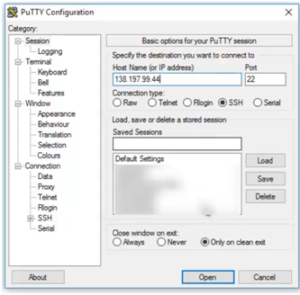 PuTTY Configuration
Category:
Session
Logging
Terminal
Keyboard
Bell
Features
Window
Appearance
Behaviour
Translation
Selection
Colours
Connection
Data
Proxy
Telnet
Rlogin
SSH
Serial
Basic options for your PuTTY session
Specify the destination you want to connect to
Host Name (or IP address) Port
138.197.99.44 22
Connection type:
Raw Telnet Rlogin SSH Serial
Load, save or delete a stored session
Saved Sessions
Default Settings
Load
Save
Delete
Close window on exit:
Always Never Only on clean exit
About Open Cancel